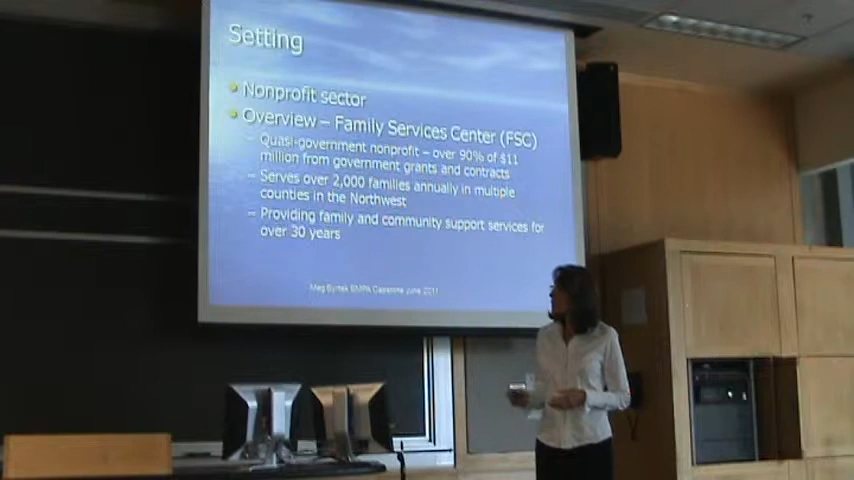 Setting
Nonprofit sector
Overview – Family Services Center (FSC)
– Quasi-government nonprofit – over 90% of $11
million from government grants and contracts
– Serves over 2,000 families annually in multiple
counties in the Northwest
– Providing family and community support services for
over 30 years
Meg Byrtek EMPA Capstone June 2011